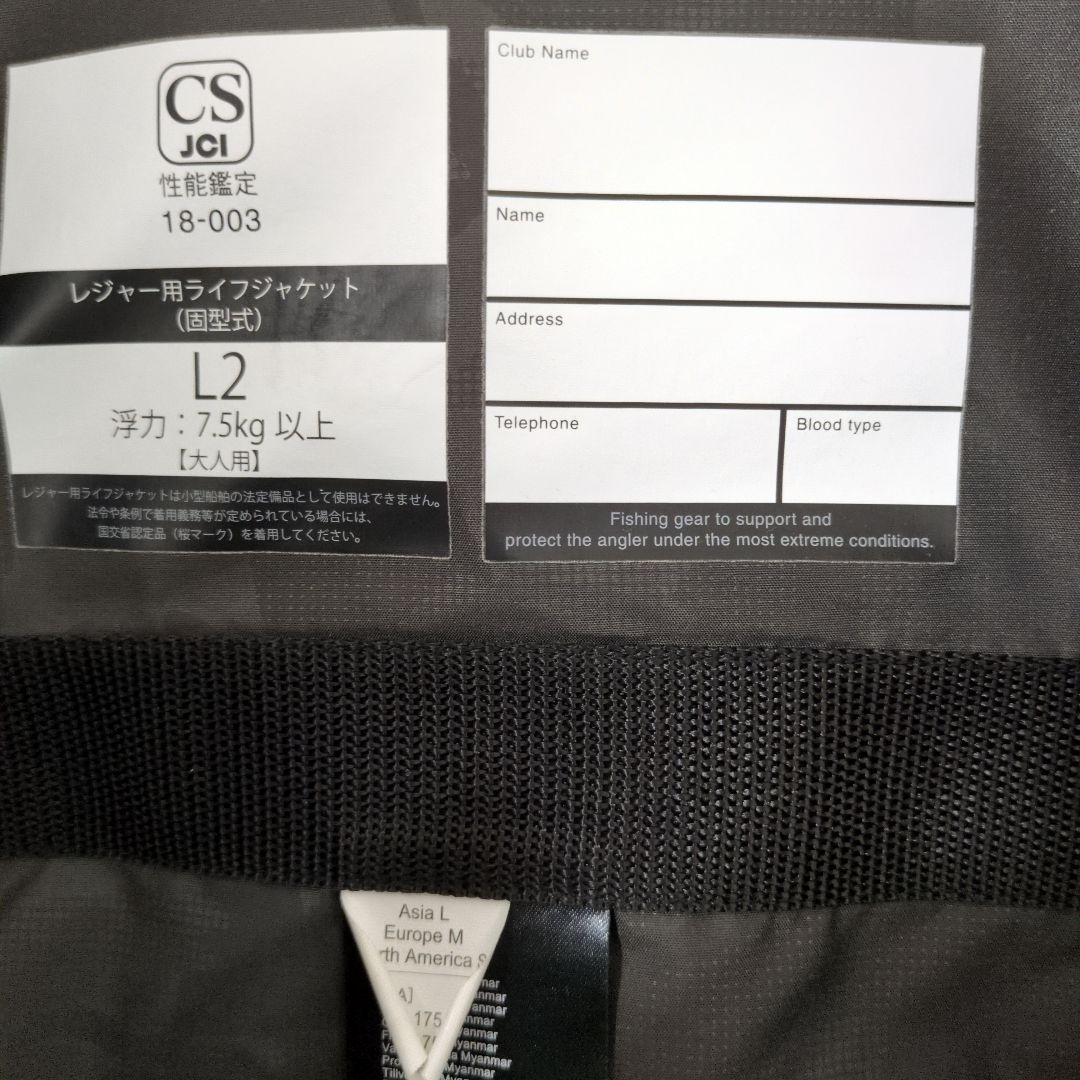 CS
JCI
性能鑑定
18-003
レジャー用ライフジャケット
（固型式）
L2
浮力：7.5kg 以上
【大人用】
レジャー用ライフジャケットは小型船舶の法定備品として使用はできません。
法令や条例で着用義務等が定められている場合には、
国交省認定品（桜マーク）を着用してください。
Club Name
Name
Address
Telephone
Blood type
Fishing gear to support and
protect the angler under the most extreme conditions.
Asia L
Europe M
America S
175
Myanmar
Myanmar